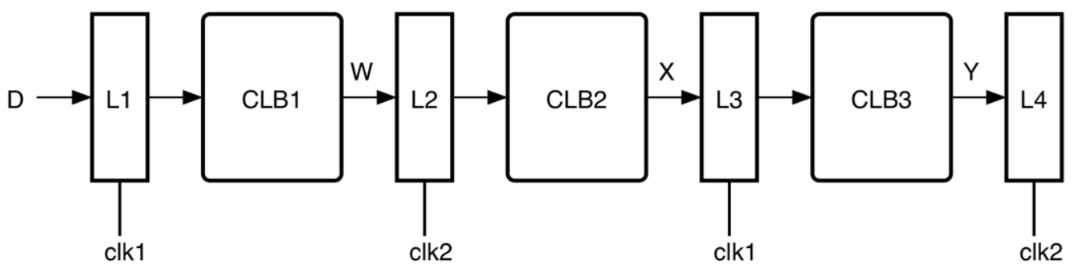 W X Y
D L1 CLB1 L2 CLB2 L3 CLB3 L4
clk1 clk2 clk1 clk2